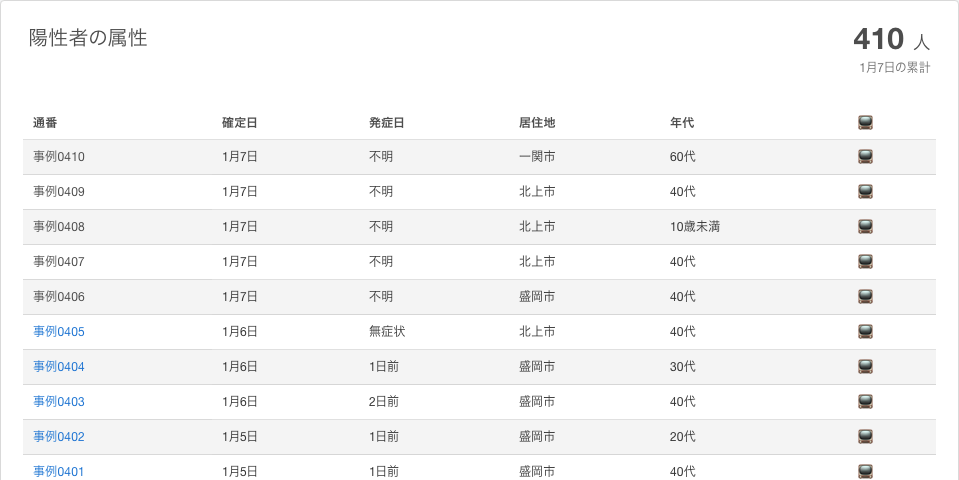 陽性者の属性
410 人
1月7日の累計
通番 確定日 発症日 居住地 年代
事例0410 1月7日 不明 一関市 60代
事例0409 1月7日 不明 北上市 40代
事例0408 1月7日 不明 北上市 10歳未満
事例0407 1月7日 不明 北上市 40代
事例0406 1月7日 不明 盛岡市 40代
事例0405 1月6日 無症状 北上市 40代
事例0404 1月6日 1日前 盛岡市 30代
事例0403 1月6日 2日前 盛岡市 40代
事例0402 1月5日 1日前 盛岡市 20代
事例0401 1月5日 1日前 盛岡市 40代